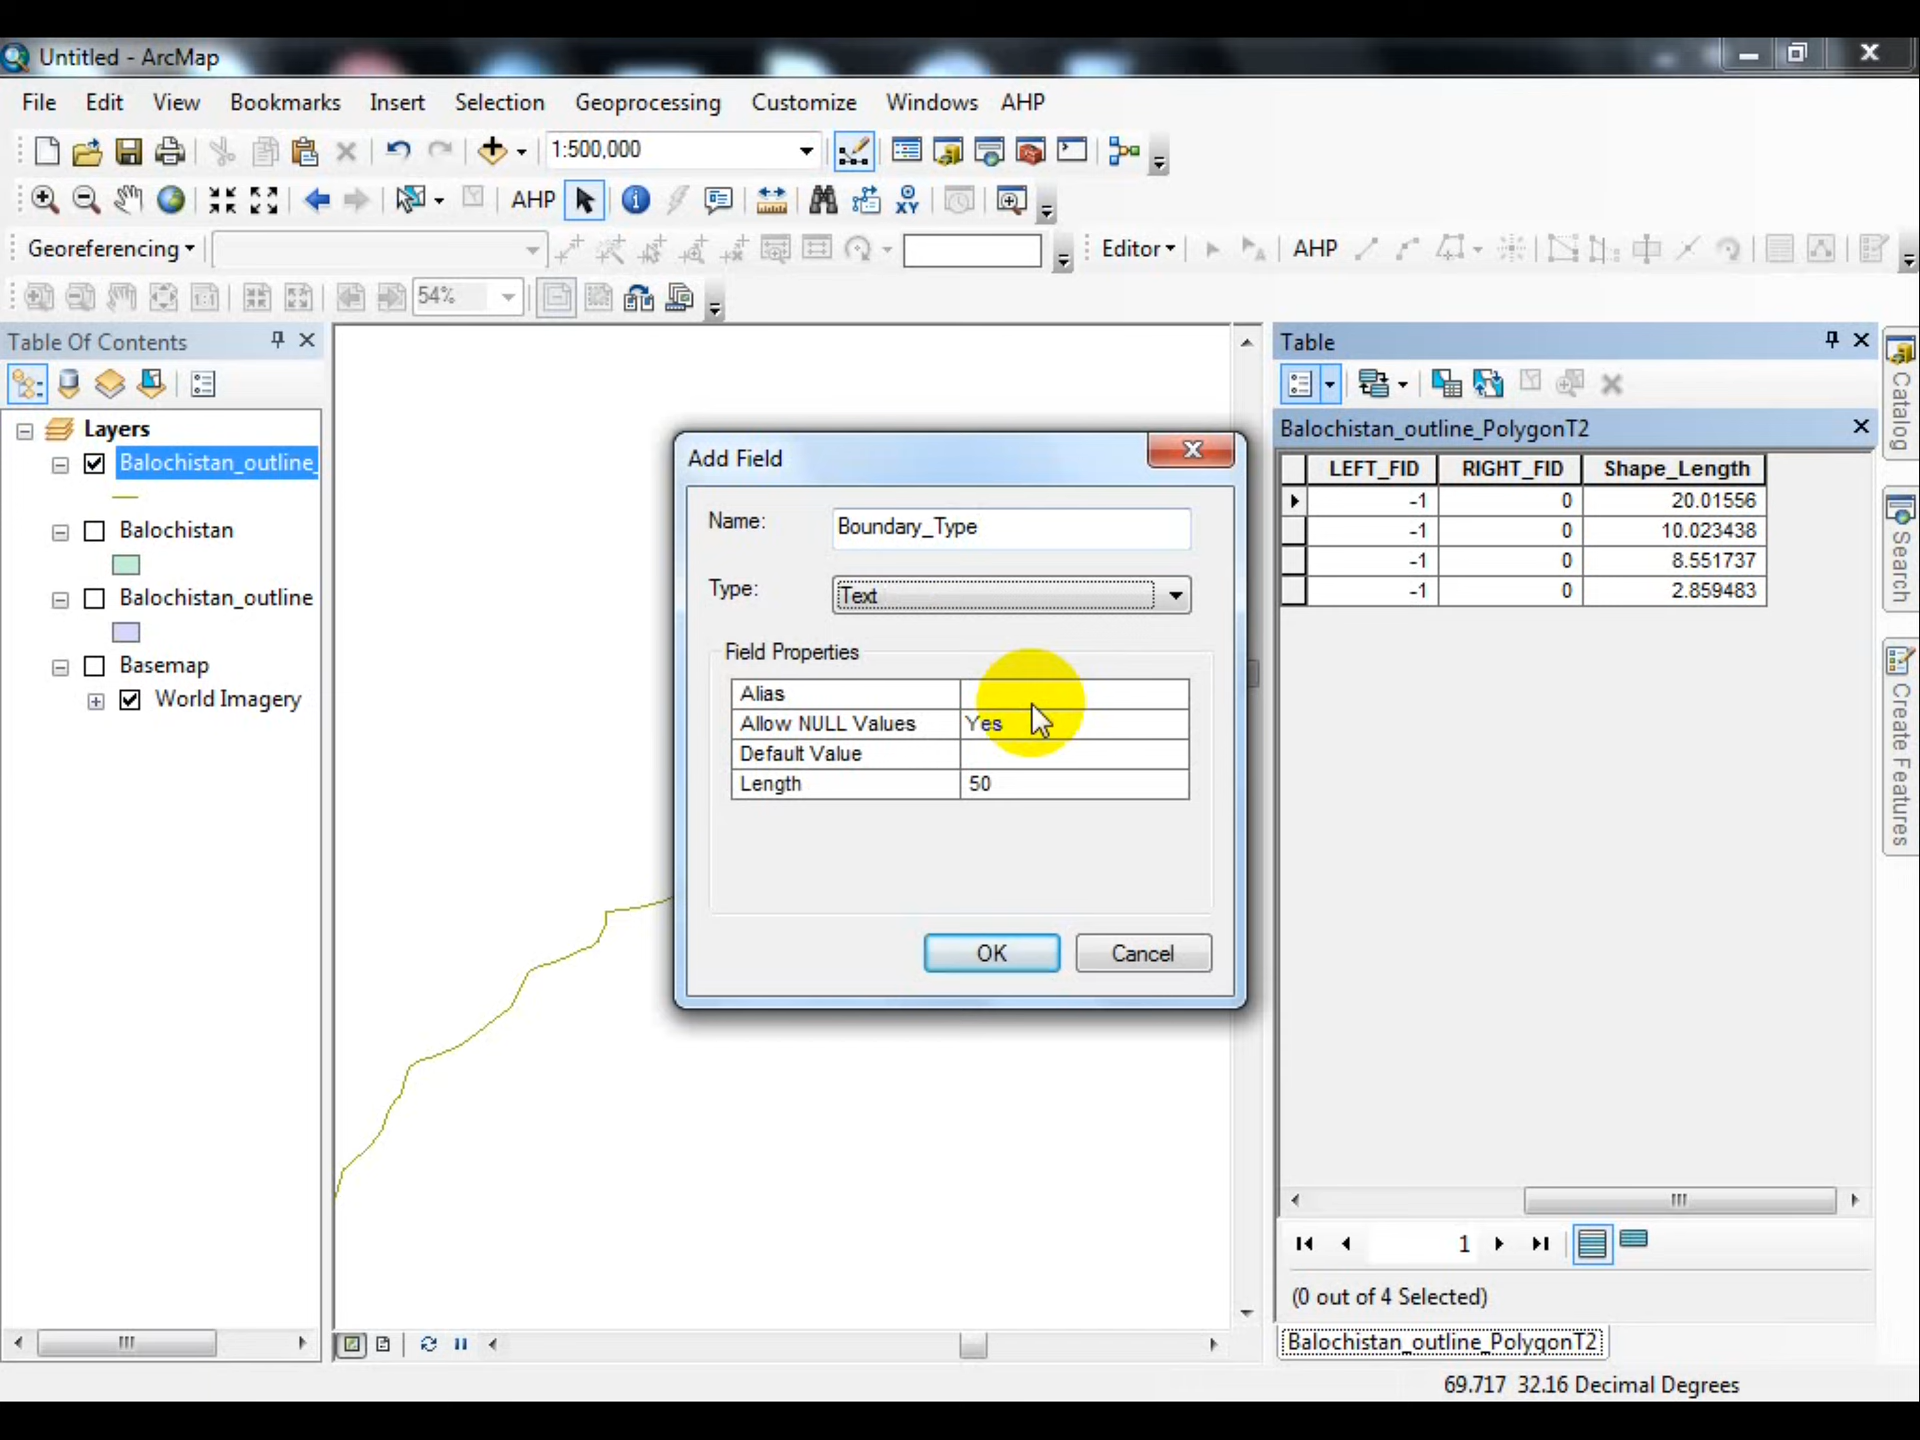 Untitled - ArcMap
File Edit View Bookmarks Insert Selection Geoprocessing Customize Windows AHP
1:500,000
AHP
XY
Georeferencing
Editor AHP
1:1
54%
Table Of Contents
Layers
Balochistan_outline_
Balochistan
Balochistan_outline
Basemap
World Imagery
Add Field
Name: Boundary_Type
Type: Text
Field Properties
Alias
Allow NULL Values Yes
Default Value
Length 50
OK Cancel
Table
Balochistan_outline_PolygonT2
LEFT_FID RIGHT_FID Shape_Length
-1 0 20.01556
-1 0 10.023438
-1 0 8.551737
-1 0 2.859483
1
(0 out of 4 Selected)
Balochistan_outline_PolygonT2
Catalog
Search
Create Features
69.717 32.16 Decimal Degrees